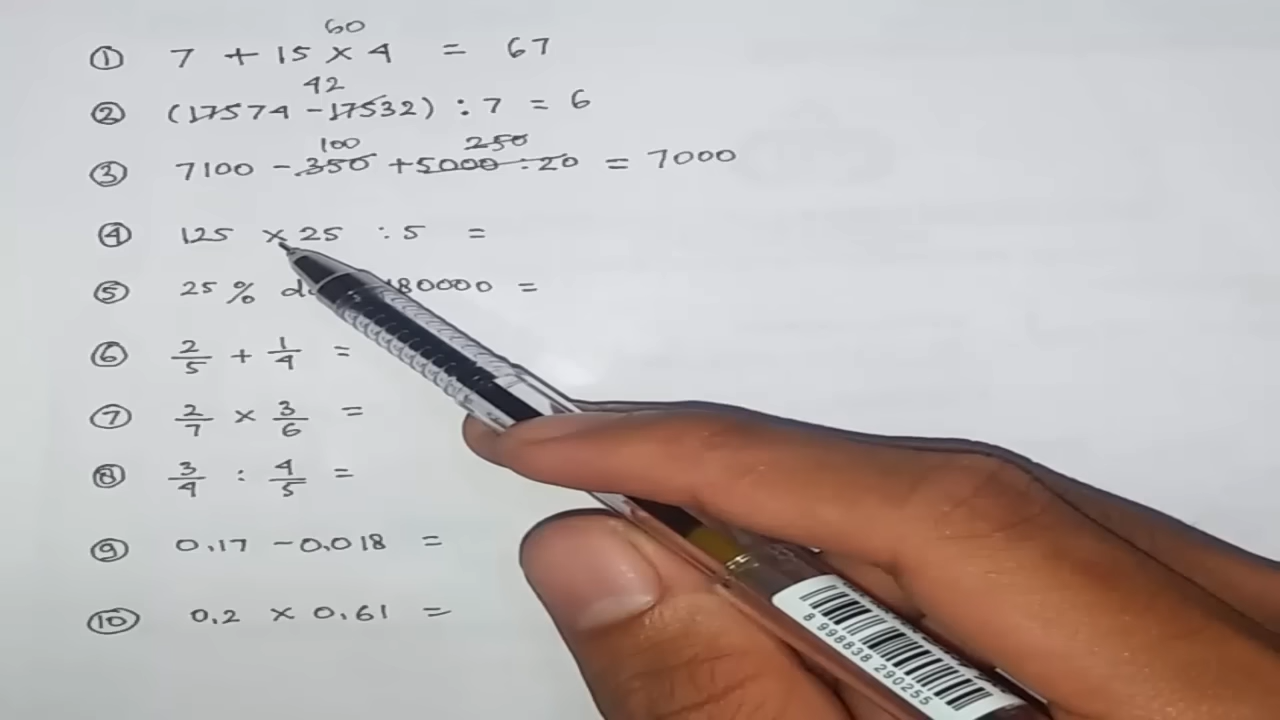 60
① 7 + 15 × 4 = 67
42
② (17574 - 17532) : 7 = 6
100 250
③ 7100 - 350 + 5000 : 20 = 7000
④ 125 × 25 : 5 =
⑤ 25% 180000 =
⑥ 2/5 + 1/4 =
⑦ 2/7 × 3/6 =
⑧ 3/4 : 4/5 =
⑨ 0,17 - 0,018 =
⑩ 0,2 × 0,61 =
8 998838 290255